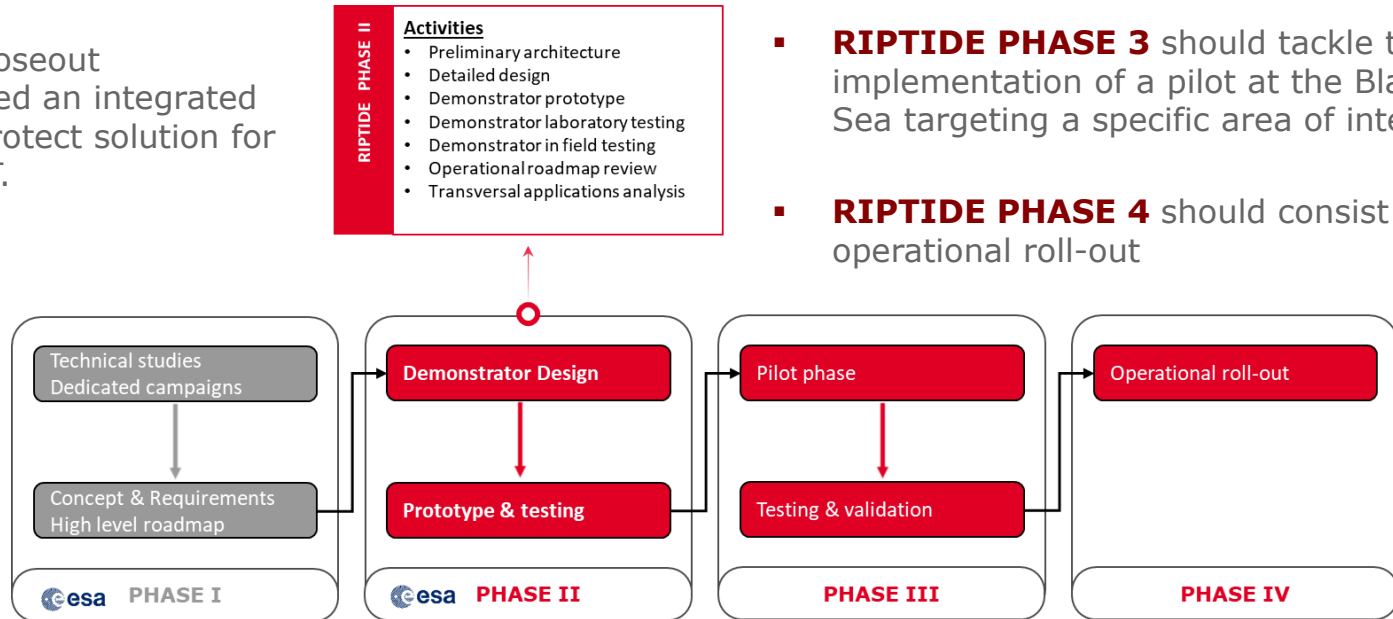 oseout
ed an integrated
rotect solution for
RIPTIDE PHASE II
Activities
• Preliminary architecture
• Detailed design
• Demonstrator prototype
• Demonstrator laboratory testing
• Demonstrator in field testing
• Operational roadmap review
• Transversal applications analysis
▪ RIPTIDE PHASE 3 should tackle t
implementation of a pilot at the Bla
Sea targeting a specific area of inte
▪ RIPTIDE PHASE 4 should consist
operational roll-out
Technical studies
Dedicated campaigns
Concept & Requirements
High level roadmap
esa PHASE I
Demonstrator Design
Prototype & testing
esa PHASE II
Pilot phase
Testing & validation
PHASE III
Operational roll-out
PHASE IV